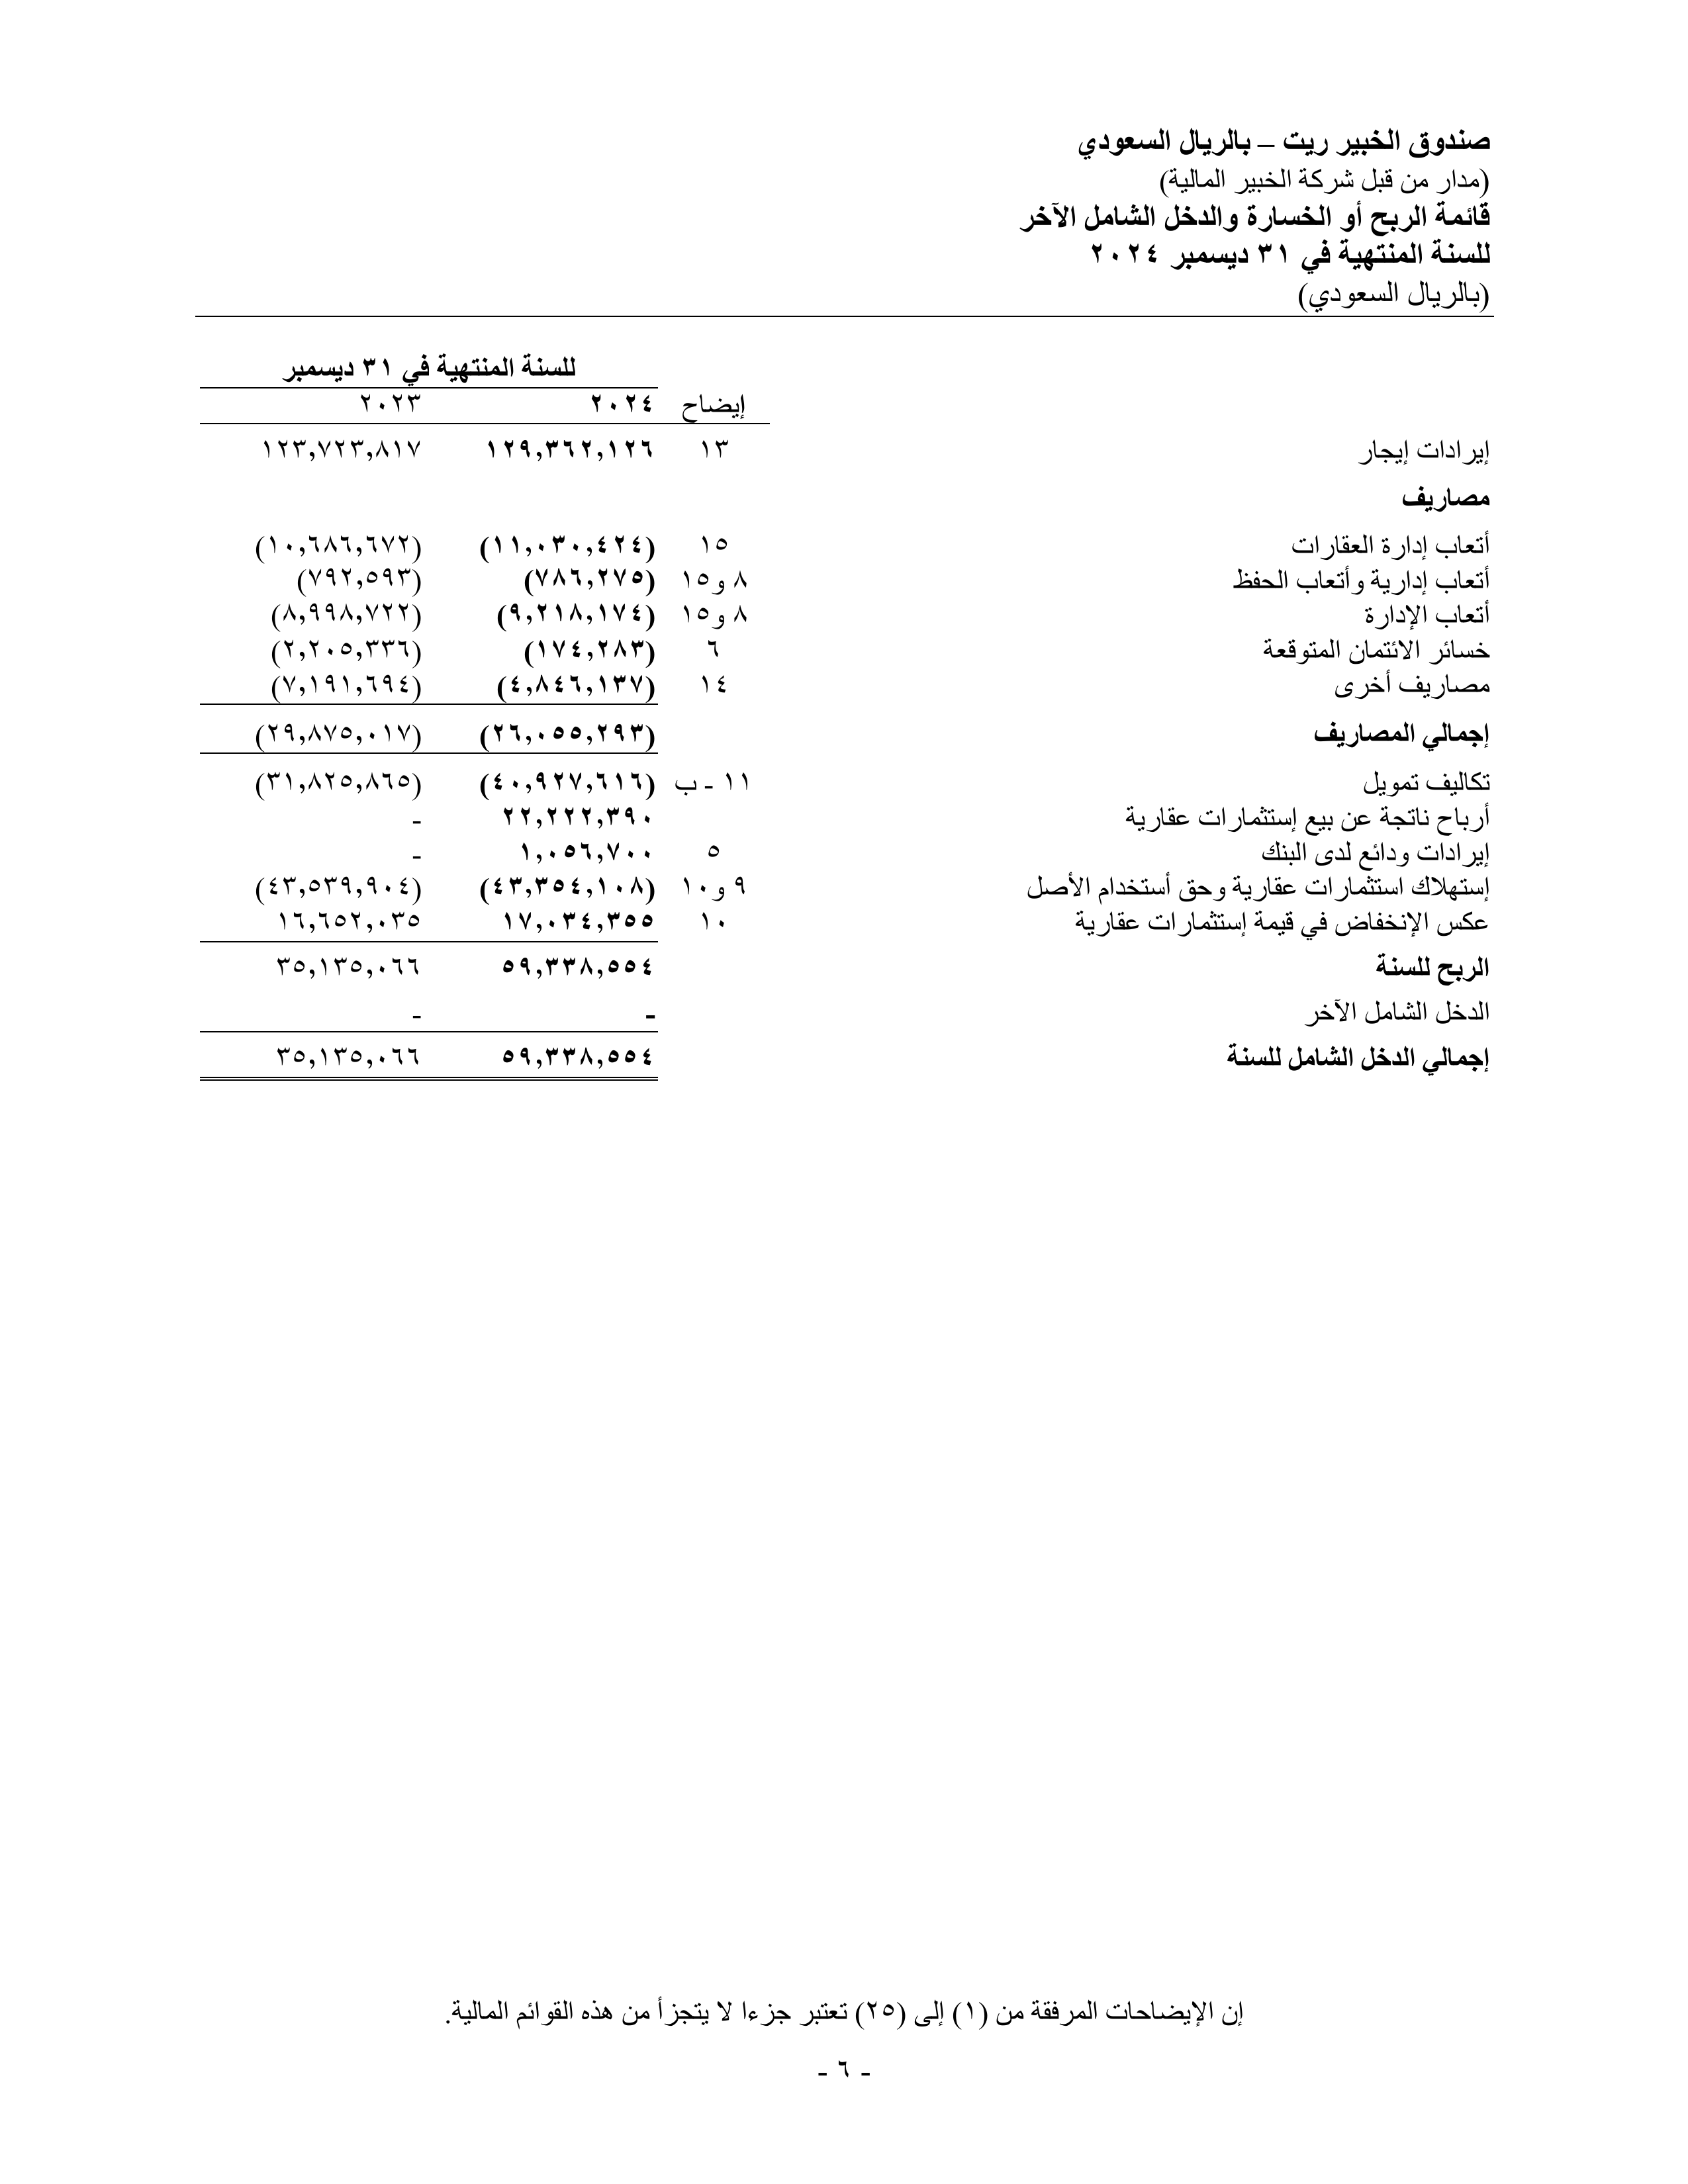 صندوق الخبير ريت – بالريال السعودي
(مدار من قبل شركة الخبير المالية)
قائمة الربح أو الخسارة والدخل الشامل الآخر
للسنة المنتهية في ٣١ ديسمبر ٢٠٢٤
(بالريال السعودي)
للسنة المنتهية في ٣١ ديسمبر
إيضاح ٢٠٢٤ ٢٠٢٣
إيرادات إيجار ١٣ ١٢٩,٣٦٢,١٢٦ ١٢٣,٧٢٣,٨١٧
مصاريف
أتعاب إدارة العقارات ١٥ (١١,٠٣٠,٤٢٤) (١٠,٦٨٦,٦٧٢)
أتعاب إدارية وأتعاب الحفظ ٨ و١٥ (٧٨٦,٢٧٥) (٧٩٢,٥٩٣)
أتعاب الإدارة ٨ و١٥ (٩,٢١٨,١٧٤) (٨,٩٩٨,٧٢٢)
خسائر الائتمان المتوقعة ٦ (١٧٤,٢٨٣) (٢,٢٠٥,٣٣٦)
مصاريف أخرى ١٤ (٤,٨٤٦,١٣٧) (٧,١٩١,٦٩٤)
إجمالي المصاريف (٢٦,٠٥٥,٢٩٣) (٢٩,٨٧٥,٠١٧)
تكاليف تمويل ١١ - ب (٤٠,٩٢٧,٦١٦) (٣١,٨٢٥,٨٦٥)
أرباح ناتجة عن بيع إستثمارات عقارية ٢٢,٢٢٢,٣٩٠ -
إيرادات ودائع لدى البنك ٥ ١,٠٥٦,٧٠٠ -
إستهلاك استثمارات عقارية وحق أستخدام الأصل ٩ و١٠ (٤٣,٣٥٤,١٠٨) (٤٣,٥٣٩,٩٠٤)
عكس الإنخفاض في قيمة إستثمارات عقارية ١٠ ١٧,٠٣٤,٣٥٥ ١٦,٦٥٢,٠٣٥
الربح للسنة ٥٩,٣٣٨,٥٥٤ ٣٥,١٣٥,٠٦٦
الدخل الشامل الآخر - -
إجمالي الدخل الشامل للسنة ٥٩,٣٣٨,٥٥٤ ٣٥,١٣٥,٠٦٦
إن الإيضاحات المرفقة من (١) إلى (٢٥) تعتبر جزءا لا يتجزأ من هذه القوائم المالية.
- ٦ -